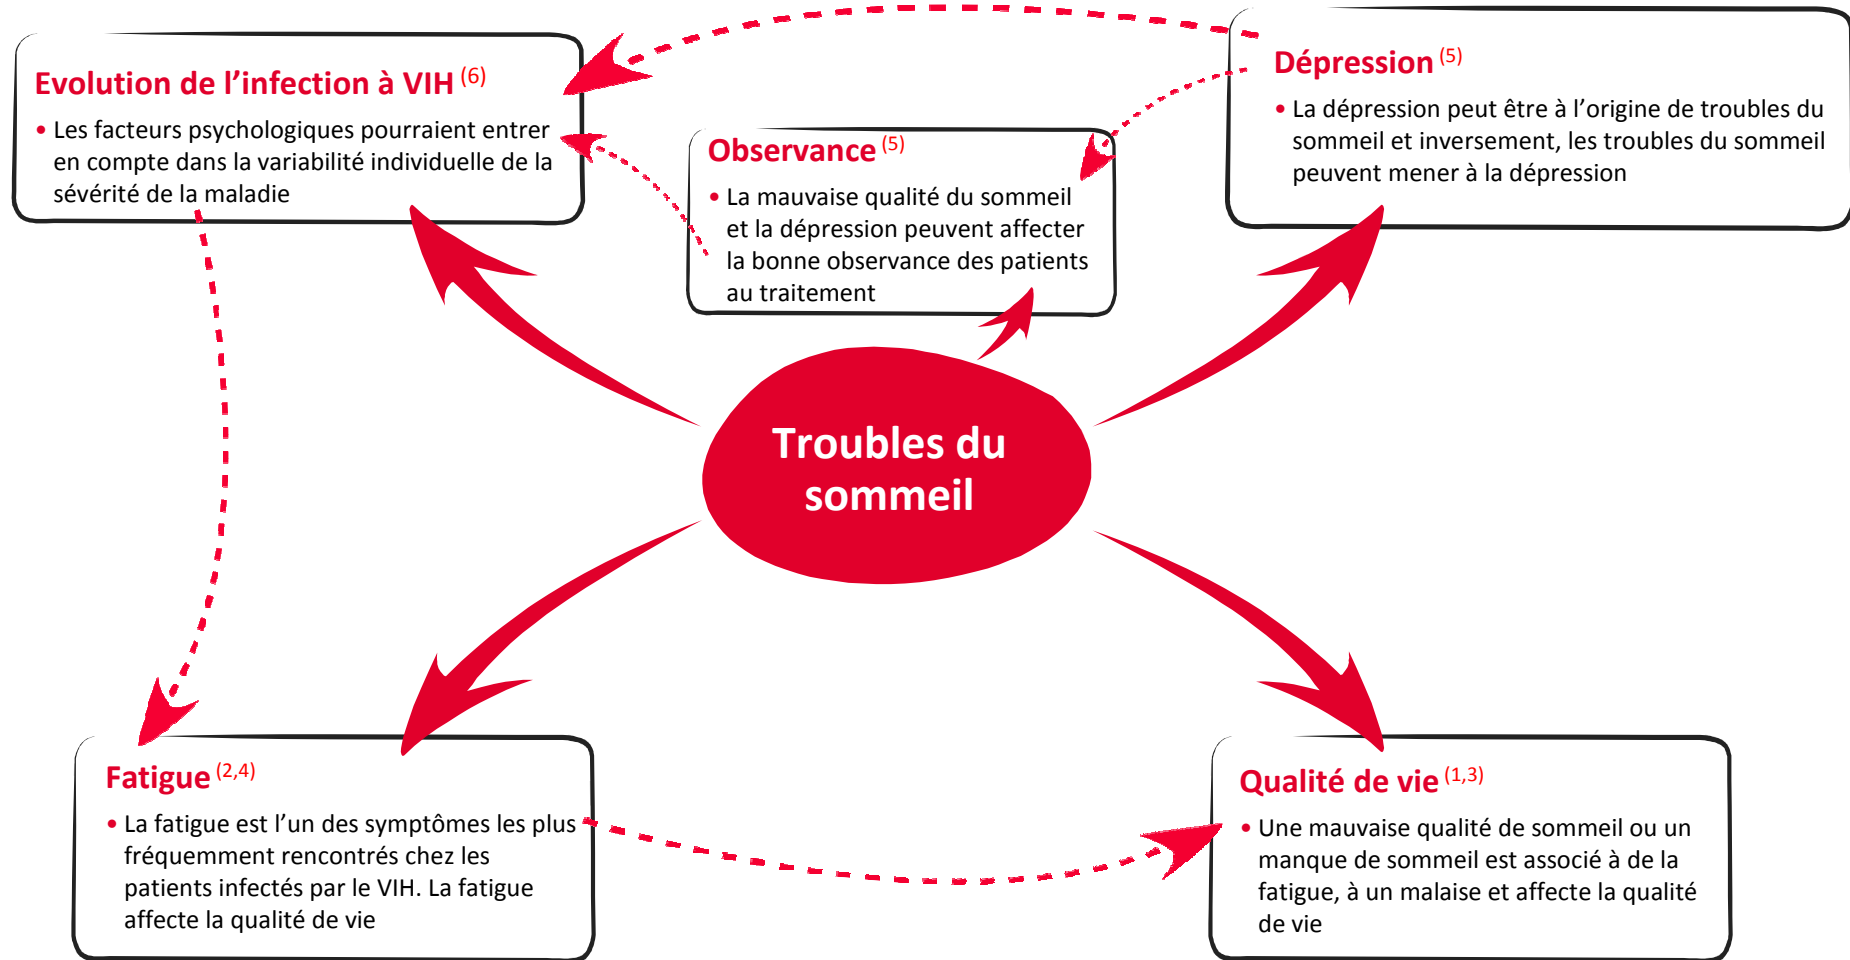 Evolution de l’infection à VIH (6)
• Les facteurs psychologiques pourraient entrer
en compte dans la variabilité individuelle de la
sévérité de la maladie
Observance (5)
• La mauvaise qualité du sommeil
et la dépression peuvent affecter
la bonne observance des patients
au traitement
Dépression (5)
• La dépression peut être à l’origine de troubles du
sommeil et inversement, les troubles du sommeil
peuvent mener à la dépression
Troubles du
sommeil
Fatigue (2,4)
• La fatigue est l’un des symptômes les plus
fréquemment rencontrés chez les
patients infectés par le VIH. La fatigue
affecte la qualité de vie
Qualité de vie (1,3)
• Une mauvaise qualité de sommeil ou un
manque de sommeil est associé à de la
fatigue, à un malaise et affecte la qualité
de vie